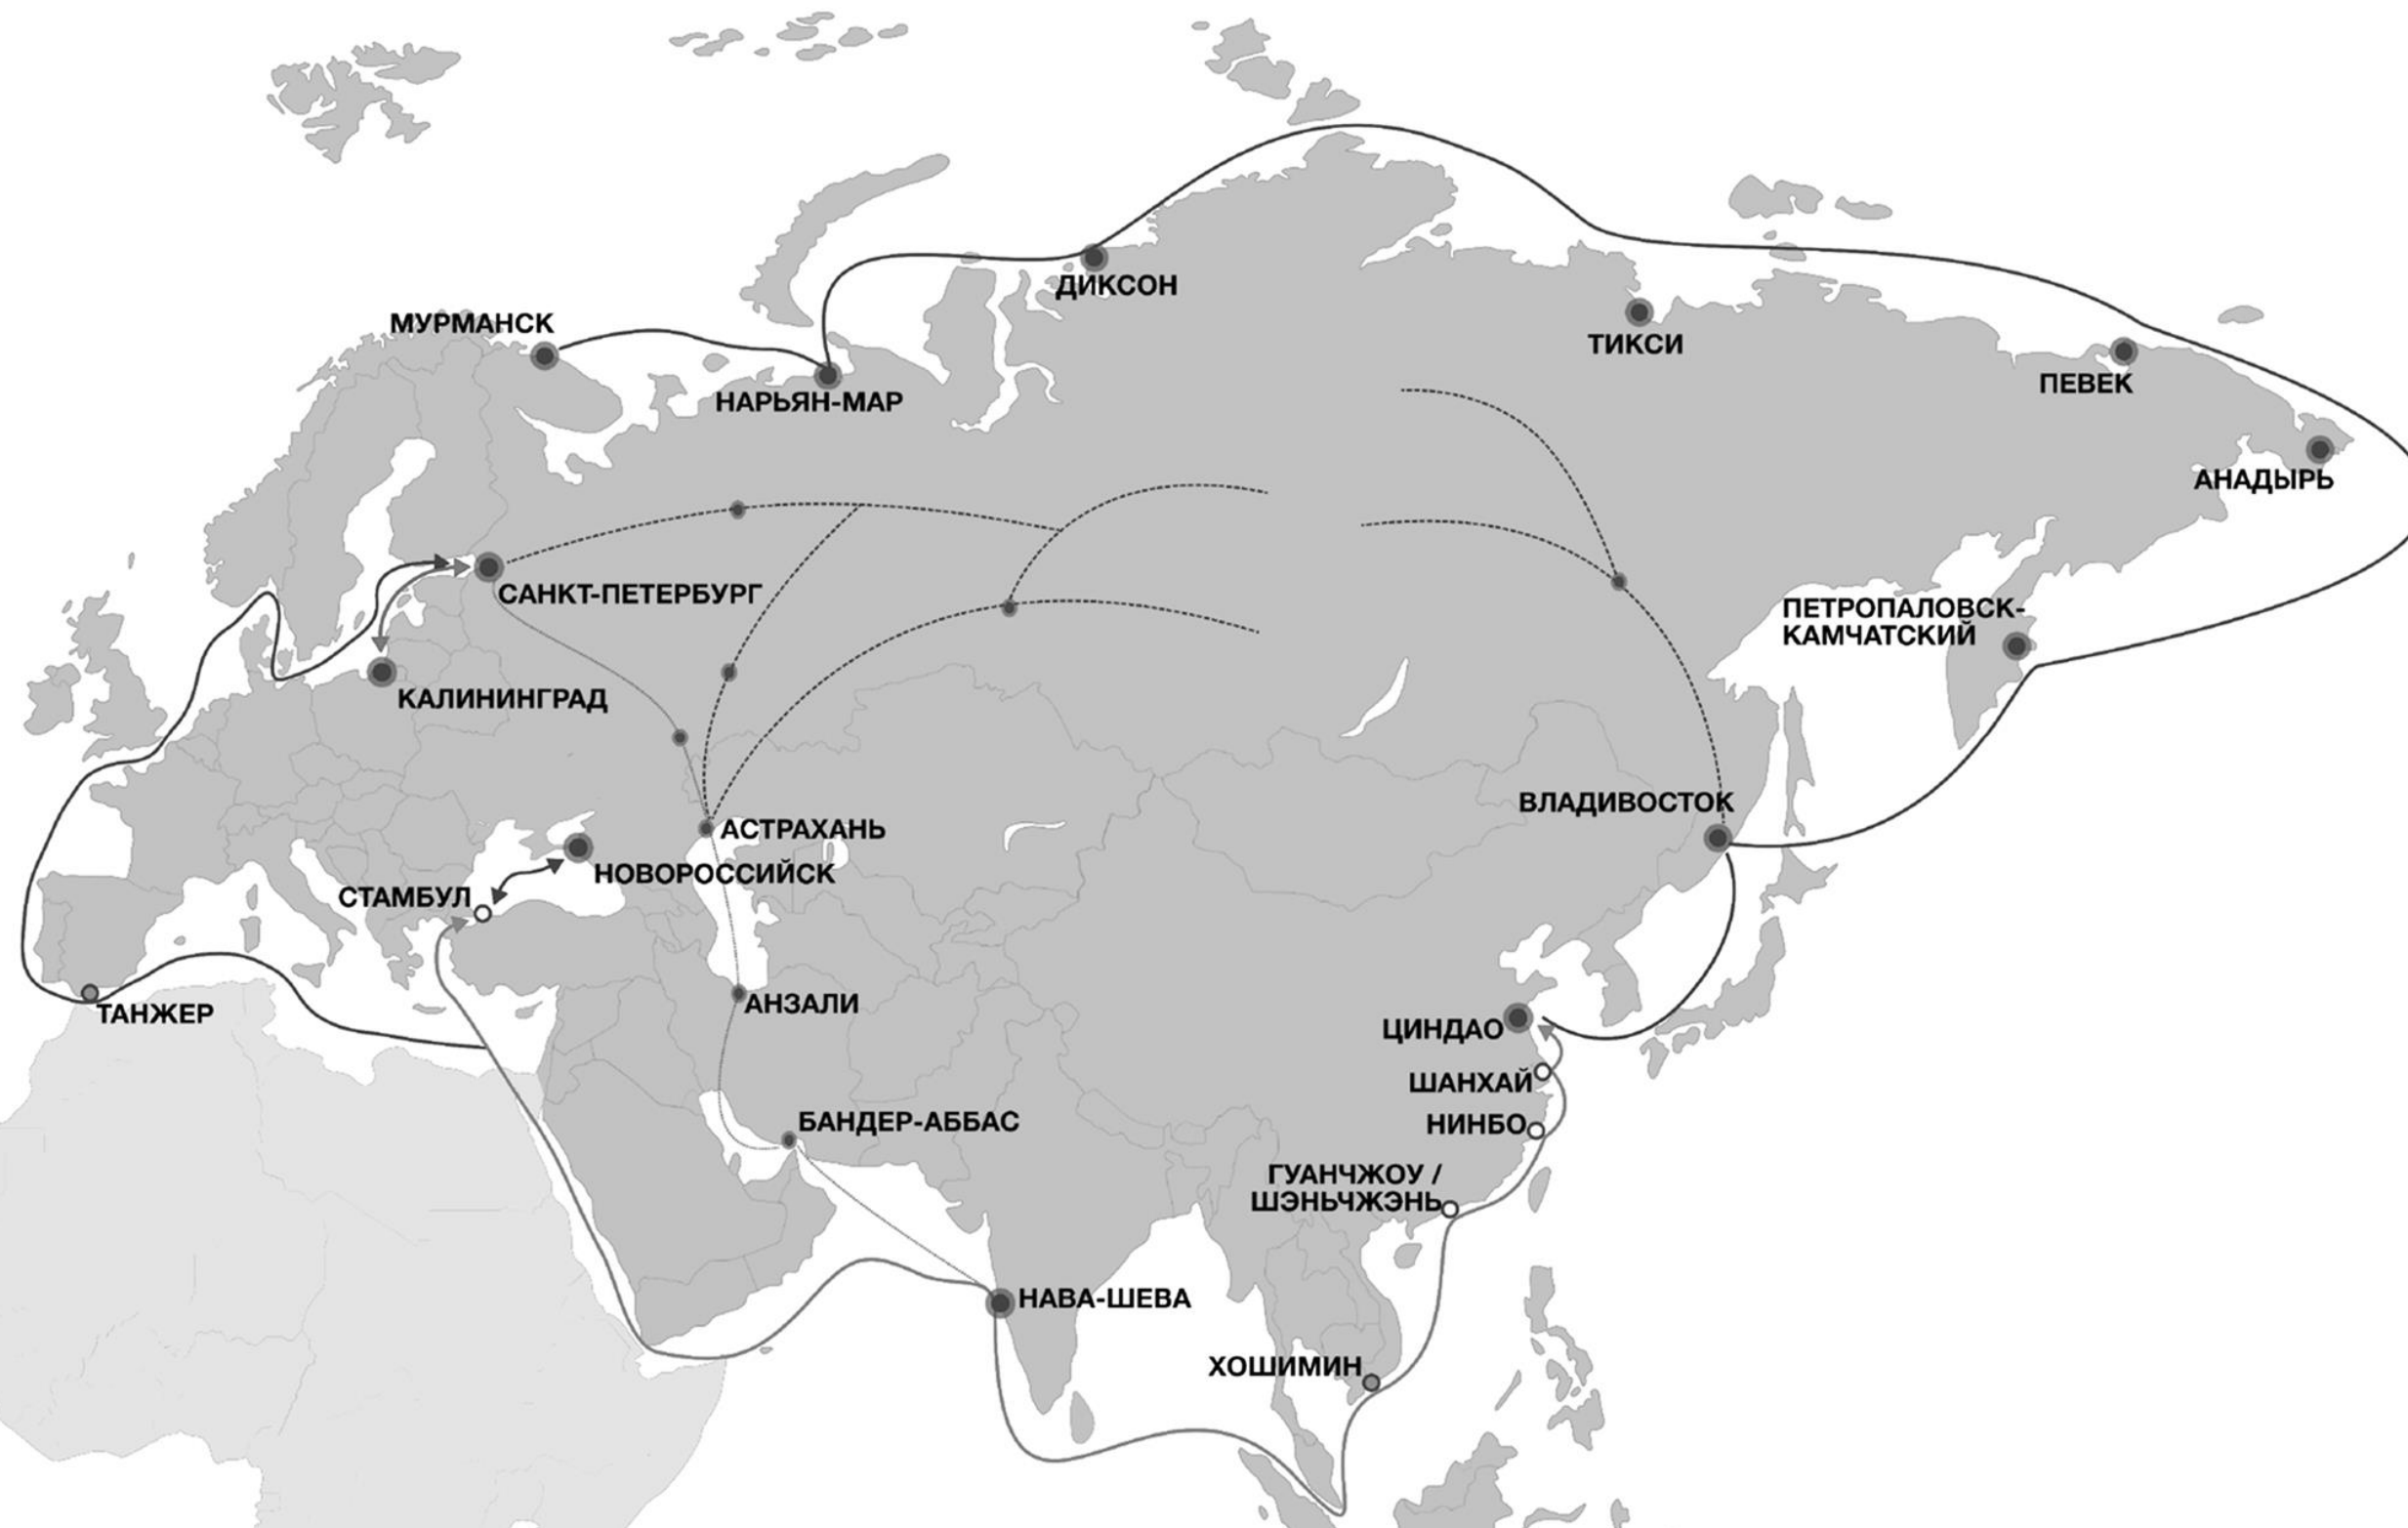 ДИКСОН
МУРМАНСК
ТИКСИ
ПЕВЕК
НАРЬЯН-МАР
АНАДЫРЬ
САНКТ-ПЕТЕРБУРГ
ПЕТРОПАЛОВСК-
КАМЧАТСКИЙ
КАЛИНИНГРАД
ВЛАДИВОСТОК
АСТРАХАНЬ
НОВОРОССИЙСК
СТАМБУЛ
АНЗАЛИ
ТАНЖЕР
ЦИНДАО
ШАНХАЙ
БАНДЕР-АББАС
НИНБО
ГУАНЧЖОУ /
ШЭНЬЧЖЭНЬ
НАВА-ШЕВА
ХОШИМИН